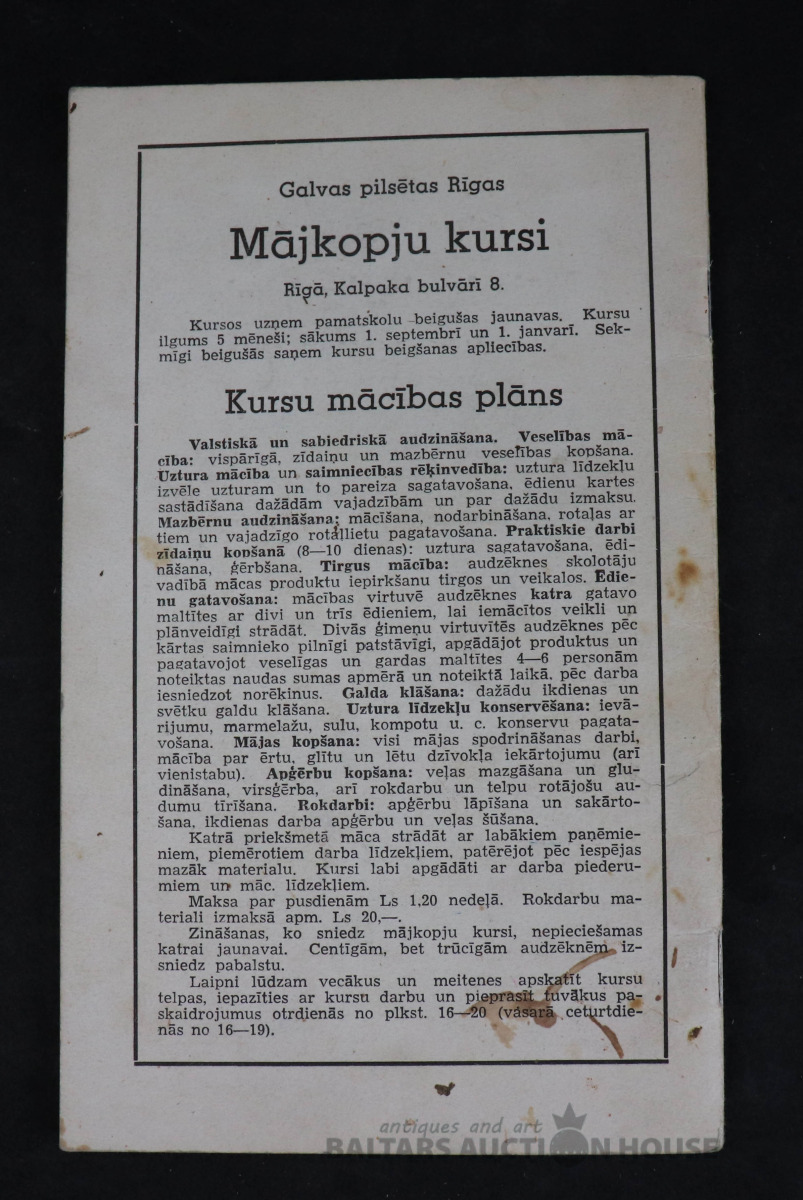 Galvas pilsētas Rīgas
Mājkopju kursi
Rīgā, Kalpaka bulvārī 8.
Kursos uzņem pamatskolu beigušas jaunavas. Kursu
ilgums 5 mēneši; sākums 1. septembrī un 1. janvarī. Sek-
mīgi beigušās saņem kursu beigšanas apliecības.
Kursu mācības plāns
Valstiskā un sabiedriskā audzināšana. Veselības mā-
cība: vispārīgā, zīdaiņu un mazbērnu veselības kopšana.
Uztura mācība un saimniecības rēķinvedība: uztura līdzekļu
izvēle uzturam un to pareiza sagatavošana, ēdienu kartes
sastādīšana dažādām vajadzībām un par dažādu izmaksu.
Mazbērnu audzināšana; mācīšana, nodarbināšana, rotaļas ar
tiem un vajadzīgo rotaļlietu pagatavošana. Praktiskie darbi
zīdaiņu kopšanā (8—10 dienas): uztura sagatavošana, ēdi-
nāšana, ģērbšana. Tirgus mācība: audzēknes skolotāju
vadībā mācas produktu iepirkšanu tirgos un veikalos. Ēdie-
nu gatavošana: mācības virtuvē audzēknes katra gatavo
maltītes ar divi un trīs ēdieniem, lai iemācītos veikli un
plānveidīgi strādāt. Divās ģimeņu virtuvītēs audzēknes pēc
kārtas saimnieko pilnīgi patstāvīgi, apgādājot produktus un
pagatavojot veselīgas un gardas maltītes 4—6 personām
noteiktas naudas sumas apmērā un noteiktā laikā, pēc darba
iesniedzot norēķinus. Galda klāšana: dažādu ikdienas un
svētku galdu klāšana. Uztura līdzekļu konservēšana: ievā-
rijumu, marmelažu, sulu, kompotu u. c. konservu pagata-
vošana. Mājas kopšana: visi mājas spodrināšanas darbi,
mācība par ērtu, glītu un lētu dzīvokļa iekārtojumu (arī
vienistabu). Apģērbu kopšana: veļas mazgāšana un glu-
dināšana, virsģērba, arī rokdarbu un telpu rotājošu au-
dumu tīrīšana. Rokdarbi: apģērbu lāpīšana un sakārto-
šana, ikdienas darba apģērbu un veļas šūšana.
Katrā priekšmetā māca strādāt ar labākiem paņēmie-
niem, piemērotiem darba līdzekļiem, patērējot pēc iespējas
mazāk materialu. Kursi labi apgādāti ar darba piederu-
miem un māc. līdzekļiem.
Maksa par pusdienām Ls 1,20 nedeļā. Rokdarbu ma-
teriali izmaksā apm. Ls 20,—.
Zināšanas, ko sniedz mājkopju kursi, nepieciešamas
katrai jaunavai. Centīgām, bet trūcīgām audzēknēm iz-
sniedz pabalstu.
Laipni lūdzam vecākus un meitenes apskatīt kursu
telpas, iepazīties ar kursu darbu un pieprasīt tuvākus pa-
skaidrojumus otrdienās no plkst. 16—20 (vasarā ceturtdie-
nās no 16—19).
antiques and art
BALTARS AUCTION HOUSE